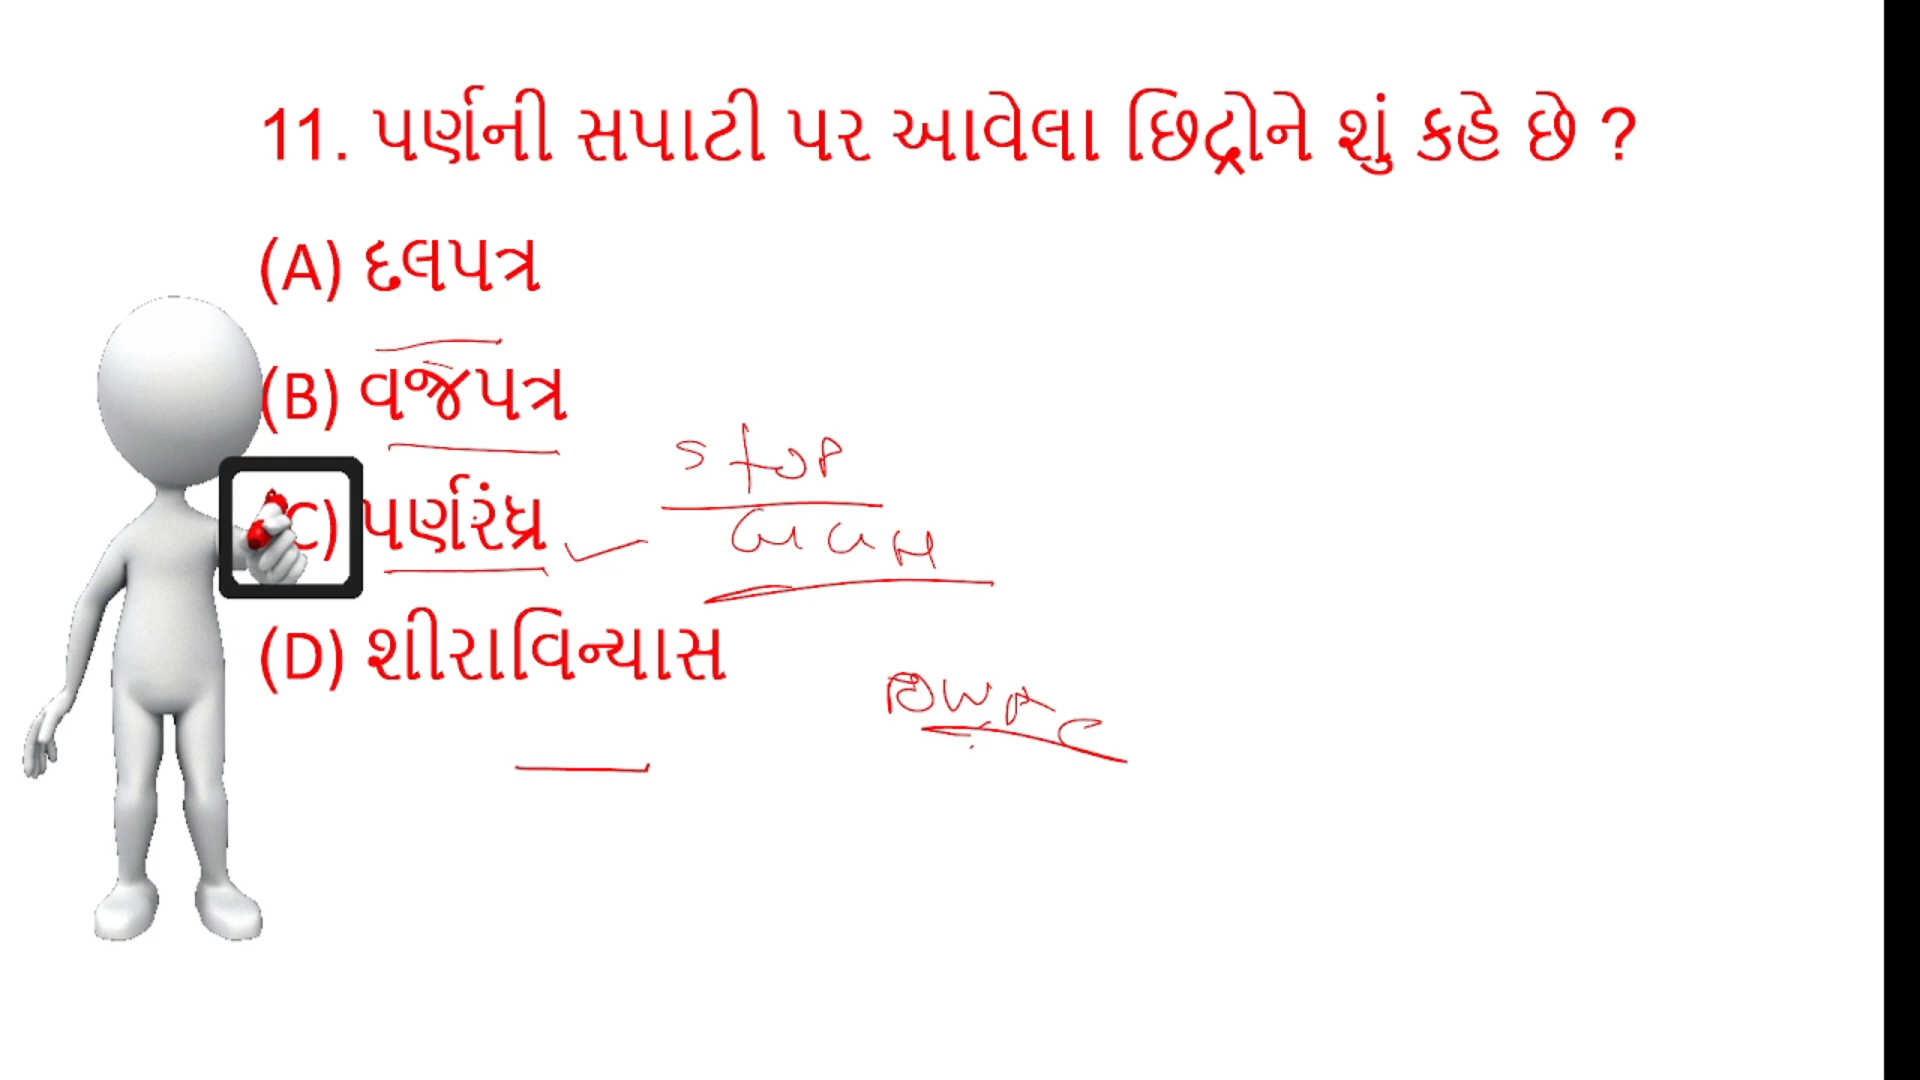 11. પર્ણની સપાટી પર આવેલા છિદ્રોને શું કહે છે ?
(A) દલપત્ર
(B) વજ્રપત્ર
(C) પર્ણરંધ્ર
stop
(D) શીરાવિન્યાસ